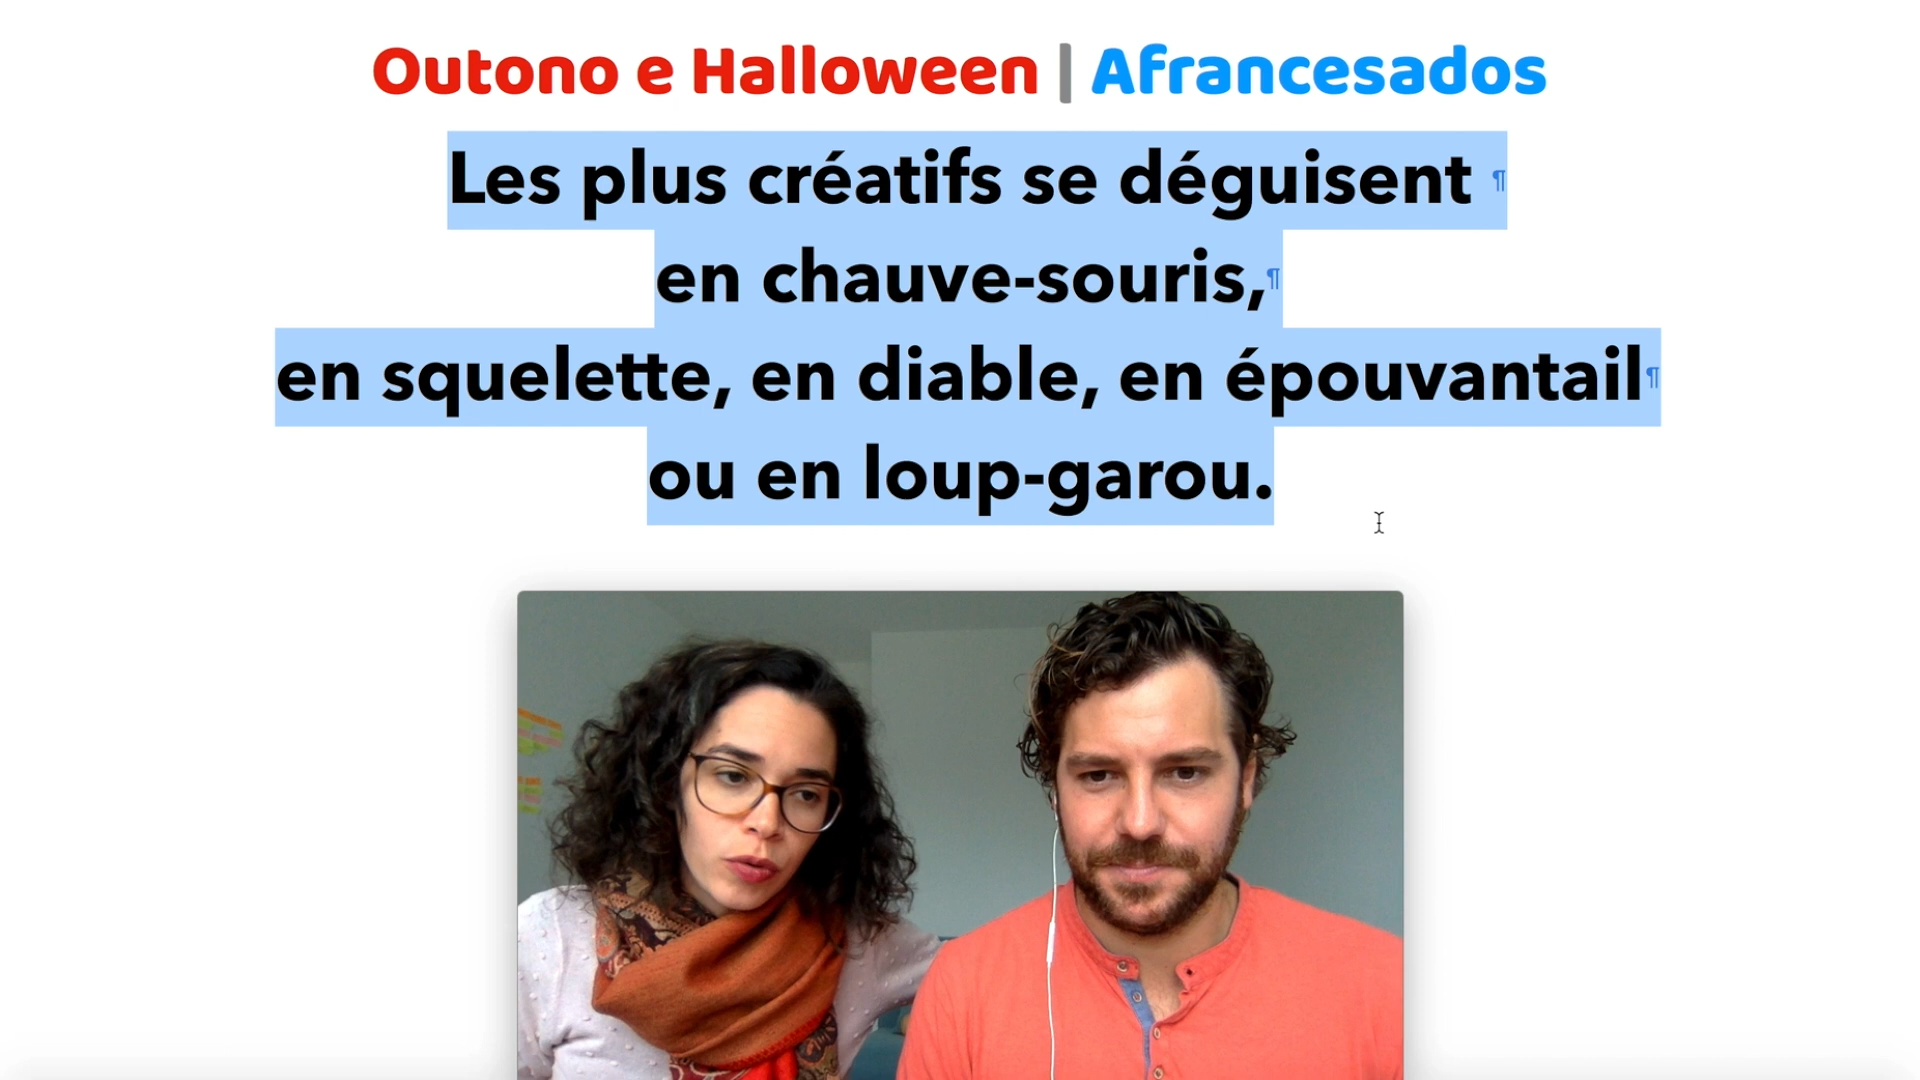 Outono e Halloween | Afrancesados
Les plus créatifs se déguisent ¶
en chauve-souris,¶
en squelette, en diable, en épouvantail¶
ou en loup-garou.